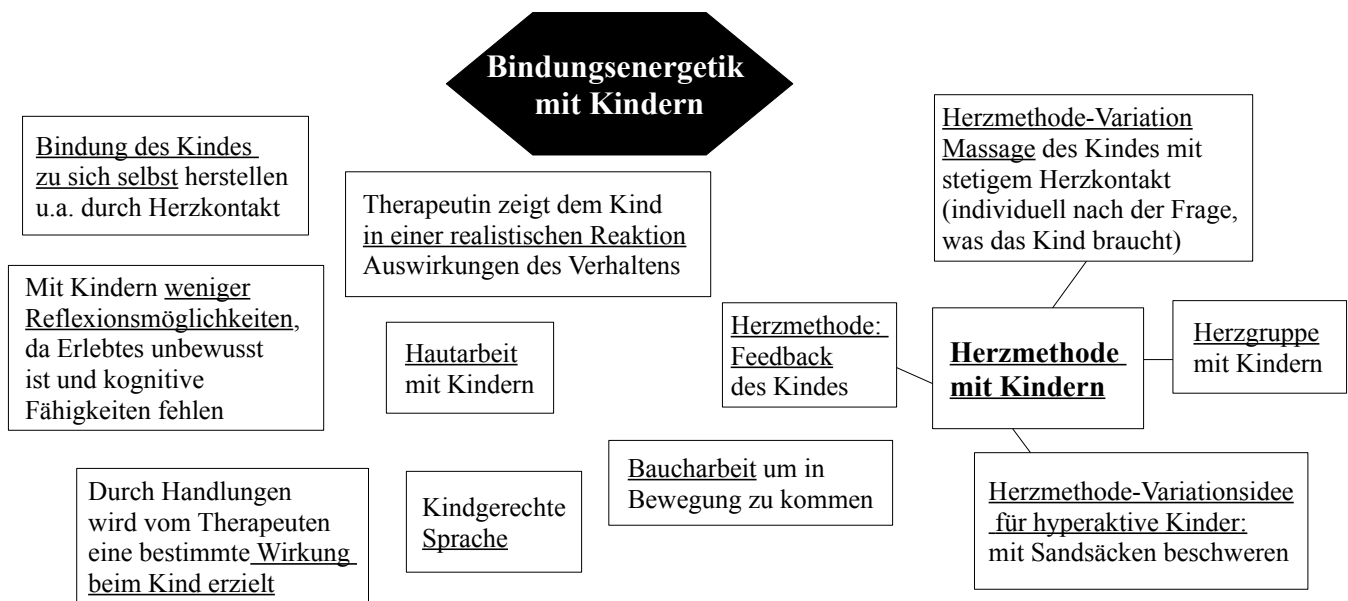 Bindungsenergetik
mit Kindern
Bindung des Kindes
zu sich selbst herstellen
u.a. durch Herzkontakt
Therapeutin zeigt dem Kind
in einer realistischen Reaktion
Auswirkungen des Verhaltens
Herzmethode-Variation
Massage des Kindes mit
stetigem Herzkontakt
(individuell nach der Frage,
was das Kind braucht)
Mit Kindern weniger
Reflexionsmöglichkeiten,
da Erlebtes unbewusst
ist und kognitive
Fähigkeiten fehlen
Hautarbeit
mit Kindern
Herzmethode:
Feedback
des Kindes
Herzmethode
mit Kindern
Herzgruppe
mit Kindern
Durch Handlungen
wird vom Therapeuten
eine bestimmte Wirkung
beim Kind erzielt
Kindgerechte
Sprache
Baucharbeit um in
Bewegung zu kommen
Herzmethode-Variationsidee
für hyperaktive Kinder:
mit Sandsäcken beschweren